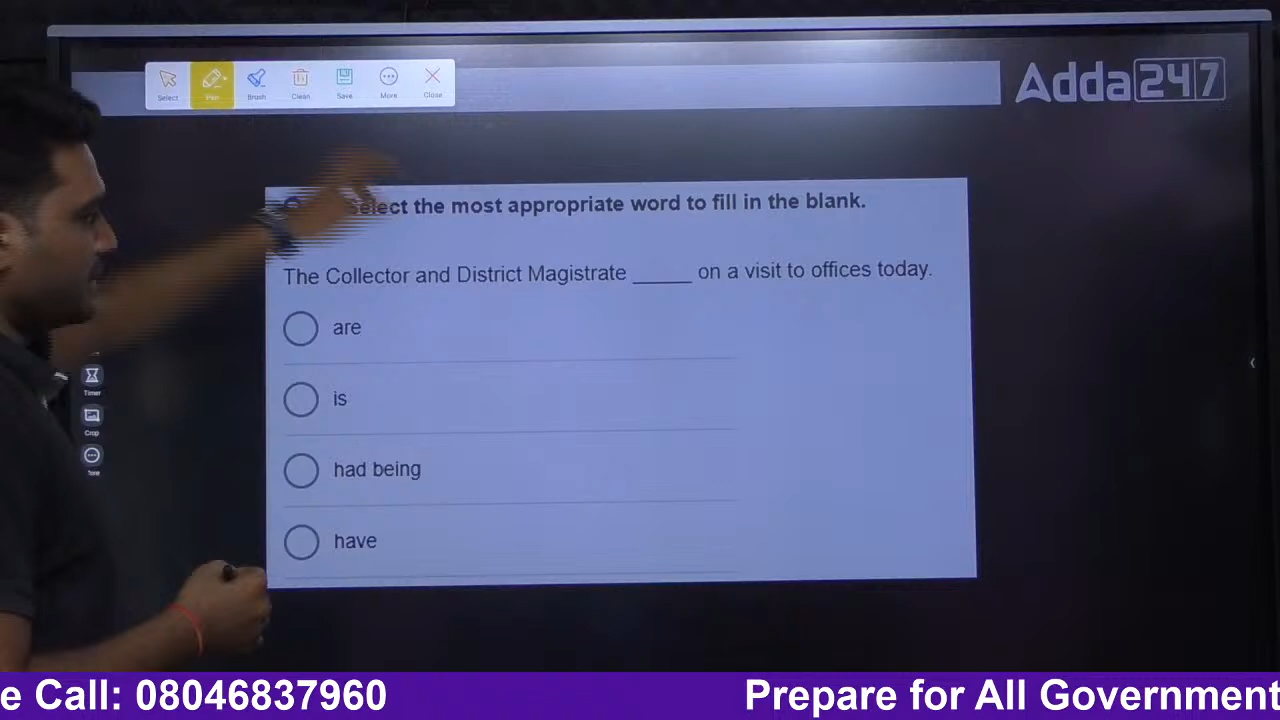 Select
Pen
Brush
Clean
Save
More
Close
Adda247
Select the most appropriate word to fill in the blank.
The Collector and District Magistrate _____ on a visit to offices today.
are
is
had being
have
Timer
Crop
e Call: 08046837960
Prepare for All Government